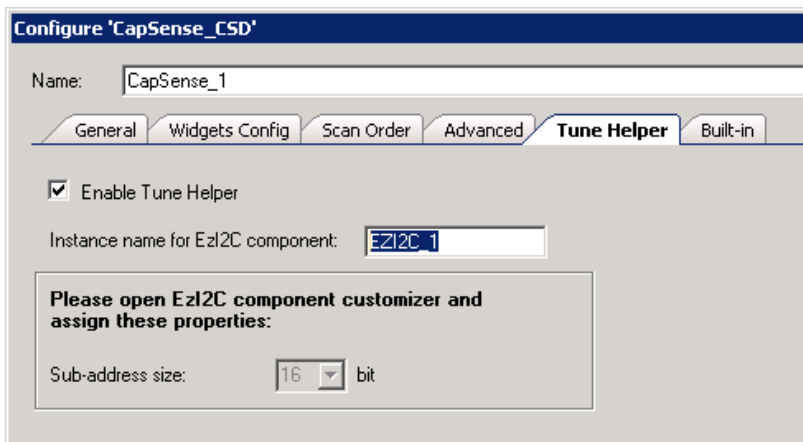 Configure 'CapSense_CSD'
Name: CapSense_1
General Widgets Config Scan Order Advanced Tune Helper Built-in
Enable Tune Helper
Instance name for EzI2C component: EZI2C_1
Please open EzI2C component customizer and
assign these properties:
Sub-address size: 16 bit